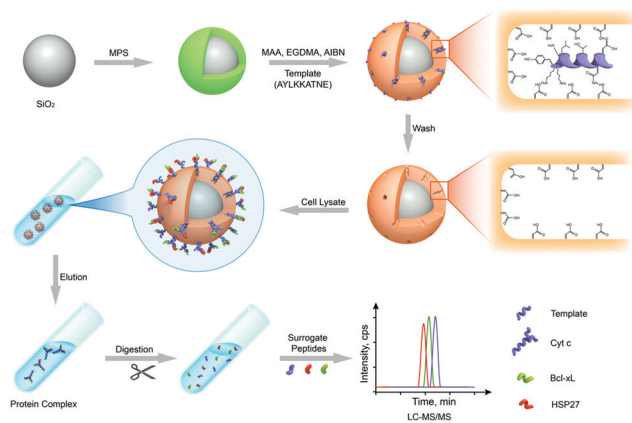 MPS
SiO₂
MAA, EGDMA, AIBN
Template
(AYLKKATNE)
Wash
Cell Lysate
Elution
Protein Complex
Digestion
Surrogate
Peptides
Intensity, cps
Time, min
LC-MS/MS
Template
Cyt c
Bcl-xL
HSP27